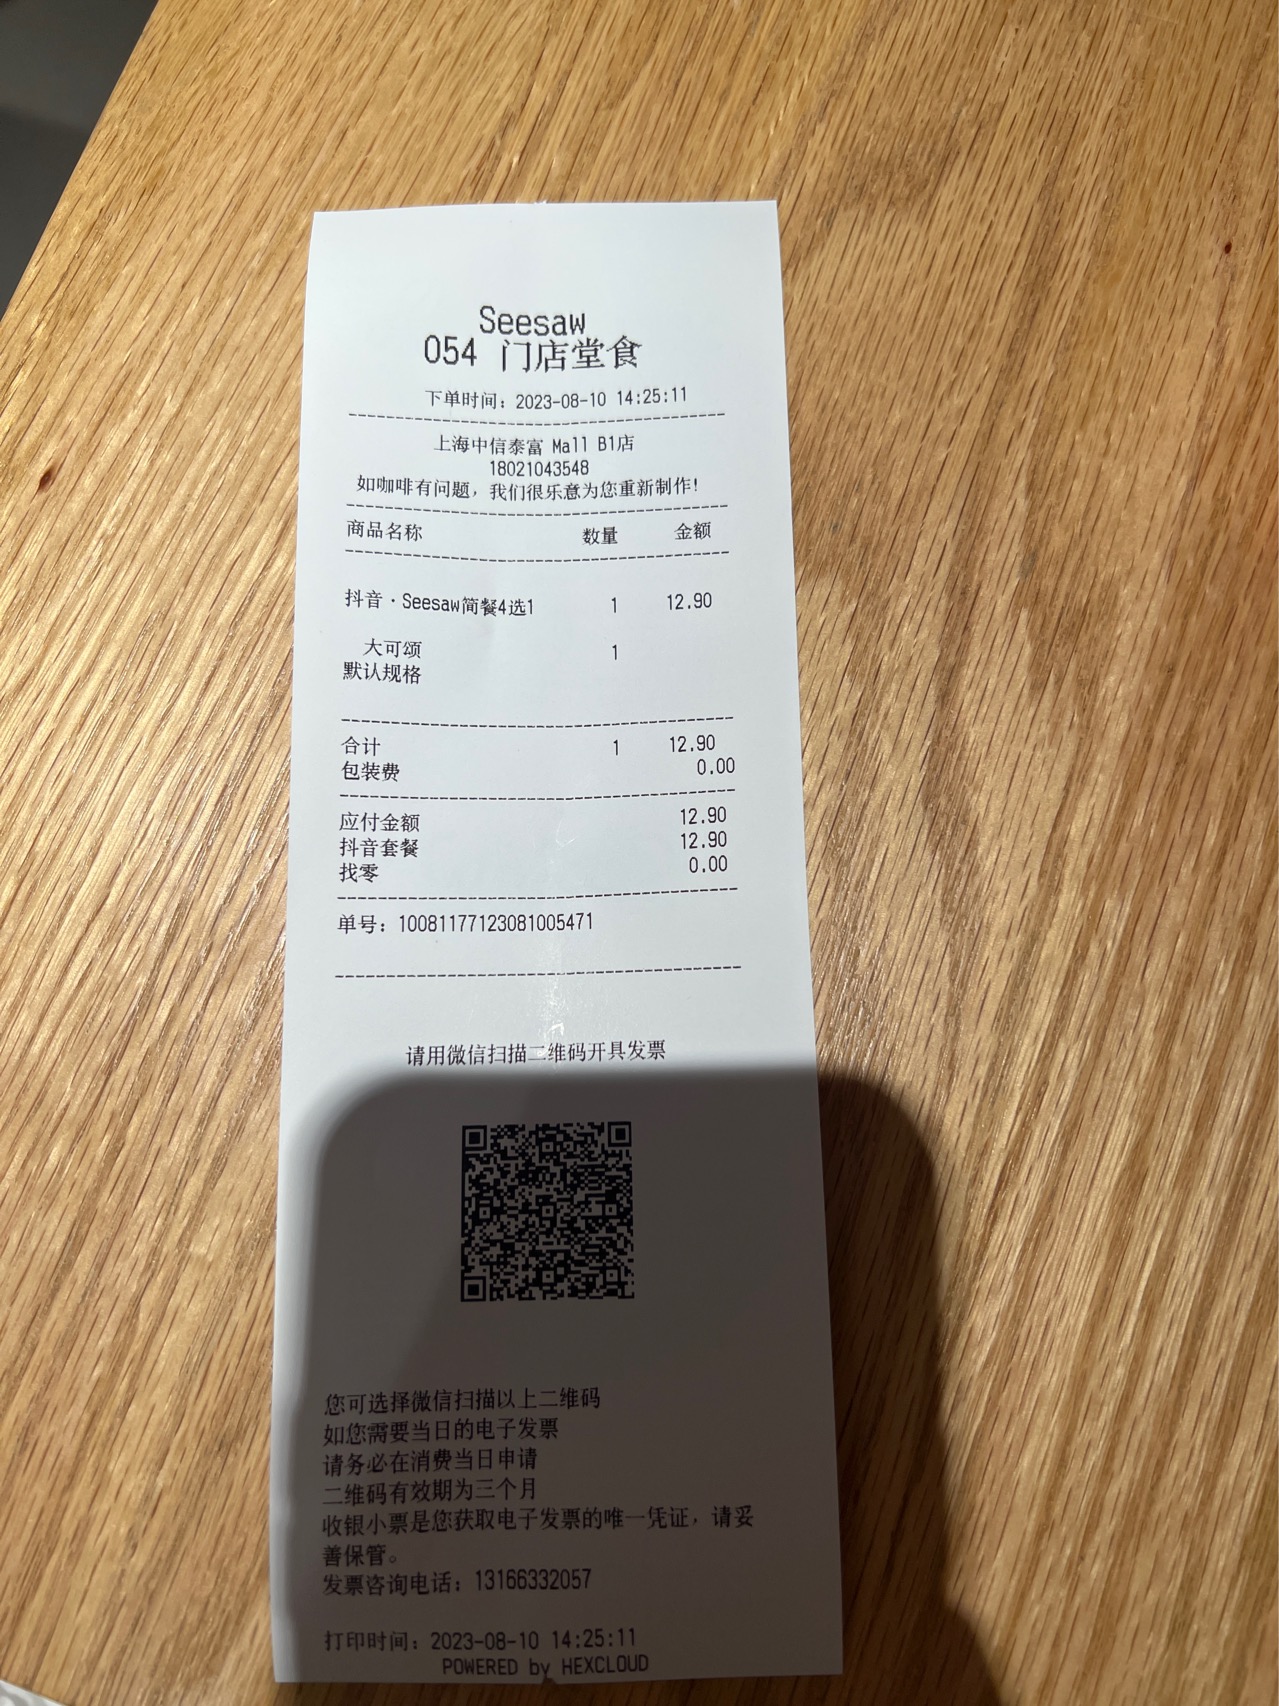 Seesaw
054 门店堂食
下单时间：2023-08-10 14:25:11
上海中信泰富 Mall B1店
18021043548
如咖啡有问题，我们很乐意为您重新制作！
商品名称 数量 金额
抖音·Seesaw简餐4选1 1 12.90
大可颂 1
默认规格
合计 1 12.90
包装费 0.00
应付金额 12.90
抖音套餐 12.90
找零 0.00
单号：10081177123081005471
请用微信扫描二维码开具发票
您可选择微信扫描以上二维码
如您需要当日的电子发票
请务必在消费当日申请
二维码有效期为三个月
收银小票是您获取电子发票的唯一凭证，请妥
善保管。
发票咨询电话：13166332057
打印时间：2023-08-10 14:25:11
POWERED by HEXCLOUD